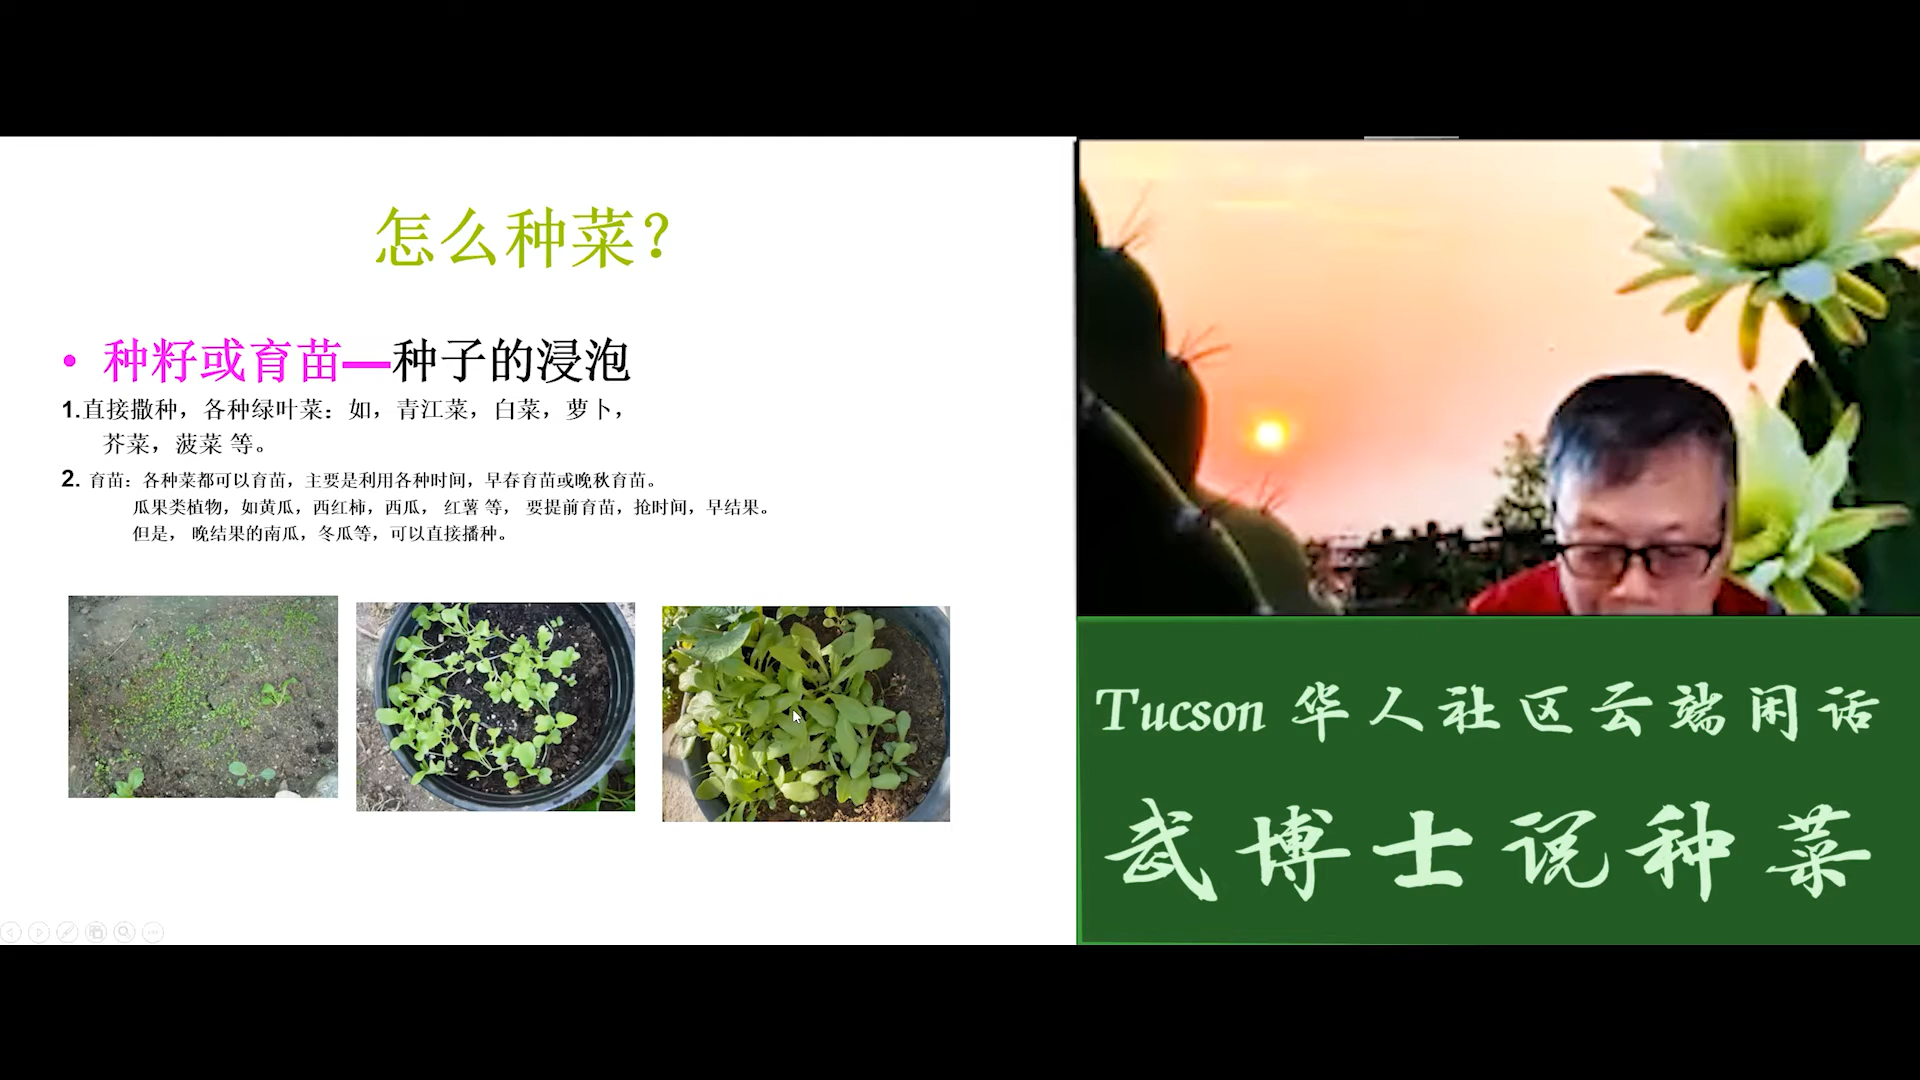 怎么种菜？
• 种籽或育苗—种子的浸泡
1.直接撒种，各种绿叶菜：如，青江菜，白菜，萝卜，
芥菜，菠菜 等。
2. 育苗：各种菜都可以育苗，主要是利用各种时间，早春育苗或晚秋育苗。
瓜果类植物，如黄瓜，西红柿，西瓜， 红薯 等， 要提前育苗，抢时间，早结果。
但是， 晚结果的南瓜，冬瓜等，可以直接播种。
Tucson 华人社区云端闲话
武博士说种菜